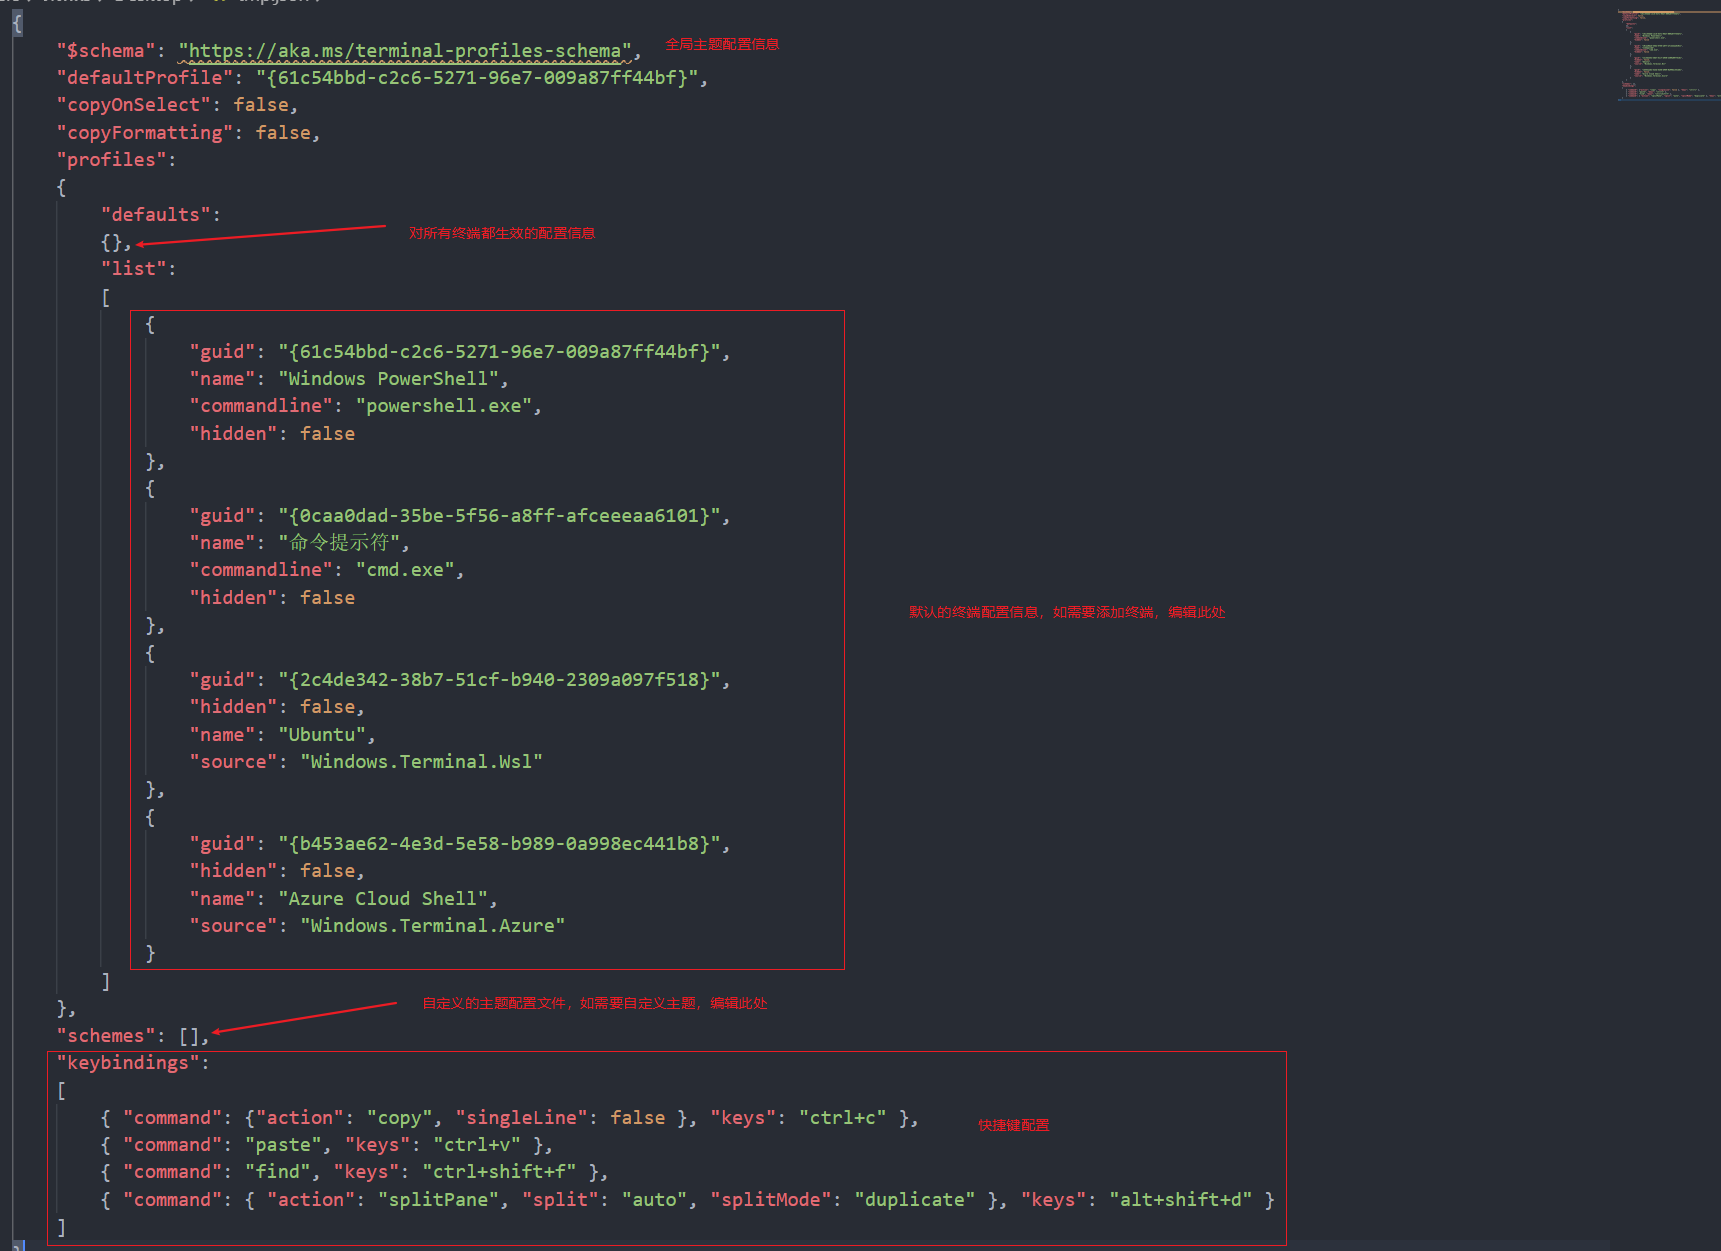 {
"$schema": "https://aka.ms/terminal-profiles-schema", 全局主题配置信息
"defaultProfile": "{61c54bbd-c2c6-5271-96e7-009a87ff44bf}",
"copyOnSelect": false,
"copyFormatting": false,
"profiles":
{
"defaults":
{}, 对所有终端都生效的配置信息
"list":
[
{
"guid": "{61c54bbd-c2c6-5271-96e7-009a87ff44bf}",
"name": "Windows PowerShell",
"commandline": "powershell.exe",
"hidden": false
},
{
"guid": "{0caa0dad-35be-5f56-a8ff-afceeeaa6101}",
"name": "命令提示符",
"commandline": "cmd.exe",
"hidden": false
默认的终端配置信息，如需要添加终端，编辑此处
},
{
"guid": "{2c4de342-38b7-51cf-b940-2309a097f518}",
"hidden": false,
"name": "Ubuntu",
"source": "Windows.Terminal.Wsl"
},
{
"guid": "{b453ae62-4e3d-5e58-b989-0a998ec441b8}",
"hidden": false,
"name": "Azure Cloud Shell",
"source": "Windows.Terminal.Azure"
}
]
},
自定义的主题配置文件，如需要自定义主题，编辑此处
"schemes": [],
"keybindings":
[
{ "command": {"action": "copy", "singleLine": false }, "keys": "ctrl+c" },
快捷键配置
{ "command": "paste", "keys": "ctrl+v" },
{ "command": "find", "keys": "ctrl+shift+f" },
{ "command": { "action": "splitPane", "split": "auto", "splitMode": "duplicate" }, "keys": "alt+shift+d" }
]
}